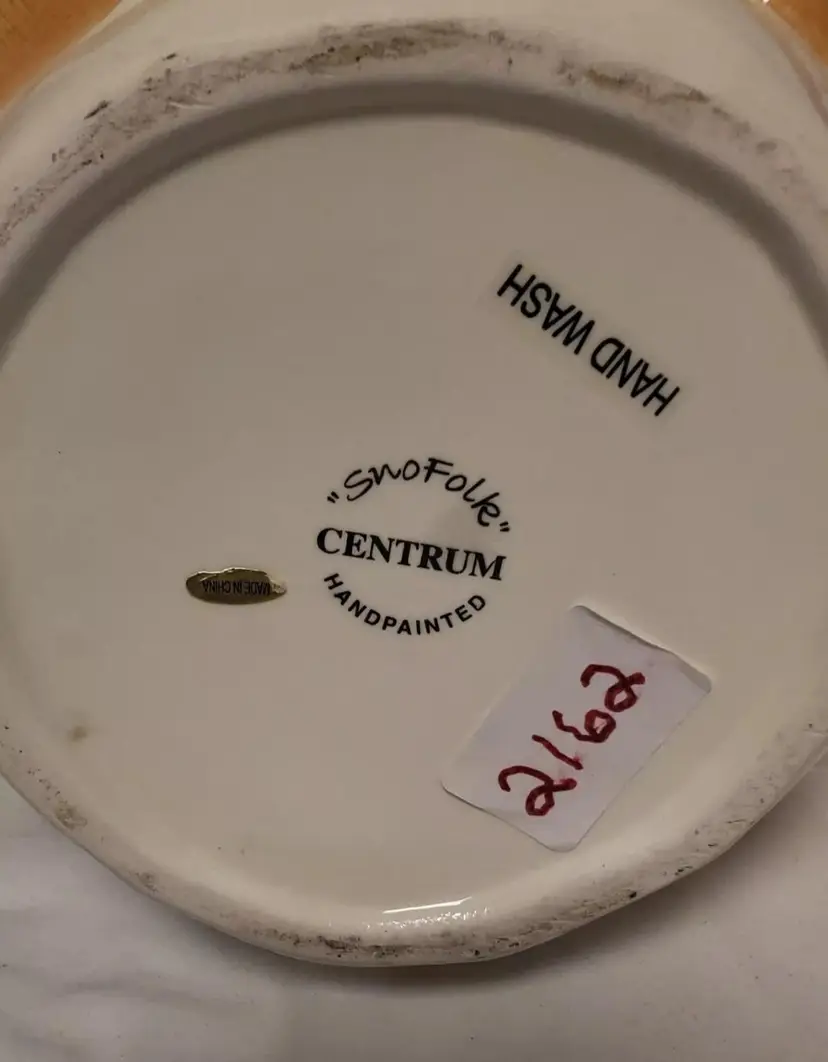 HAND WASH
"SnoFolk"
CENTRUM
HANDPAINTED
MADE IN CHINA
2162